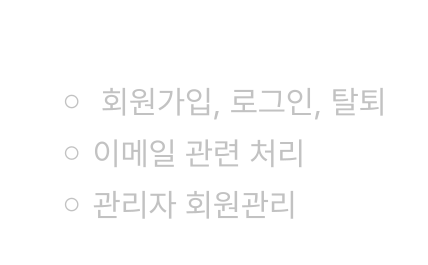 ○ 회원가입, 로그인, 탈퇴
○ 이메일 관련 처리
○ 관리자 회원관리